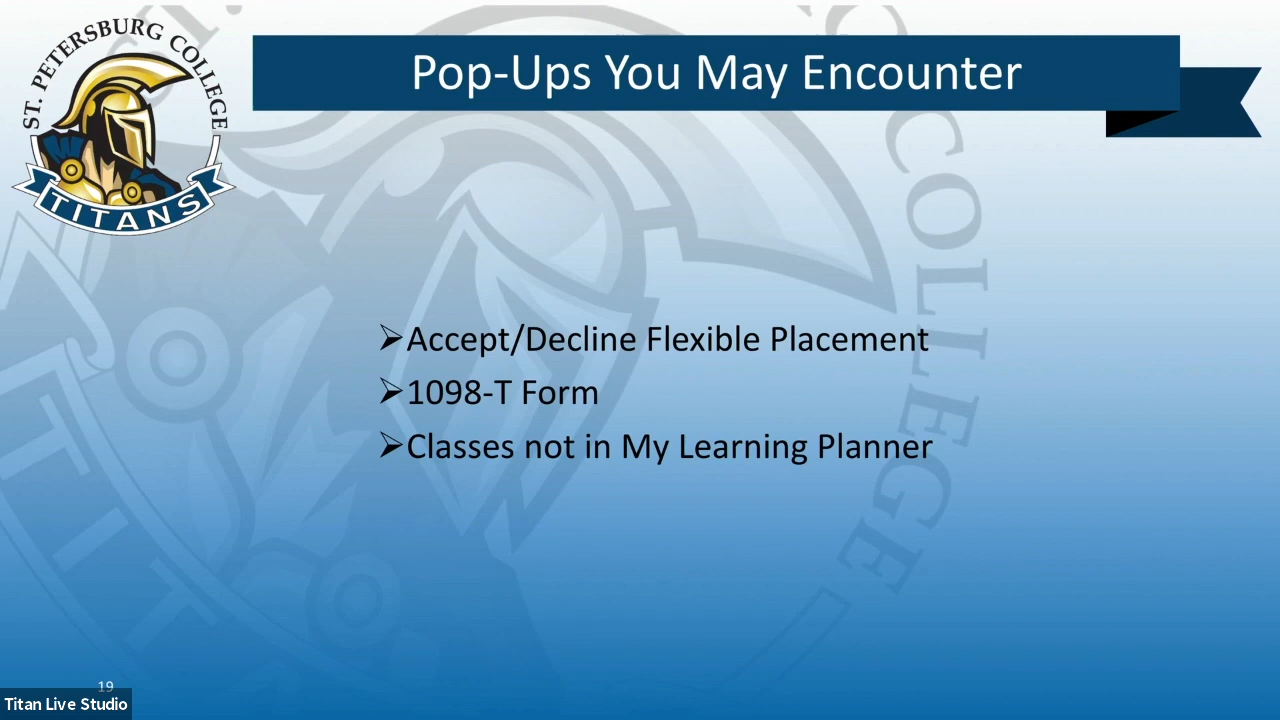 ST. PETERSBURG COLLEGE
TITANS
Pop-Ups You May Encounter
COLLEGE
➢Accept/Decline Flexible Placement
➢1098-T Form
➢Classes not in My Learning Planner
19
Titan Live Studio